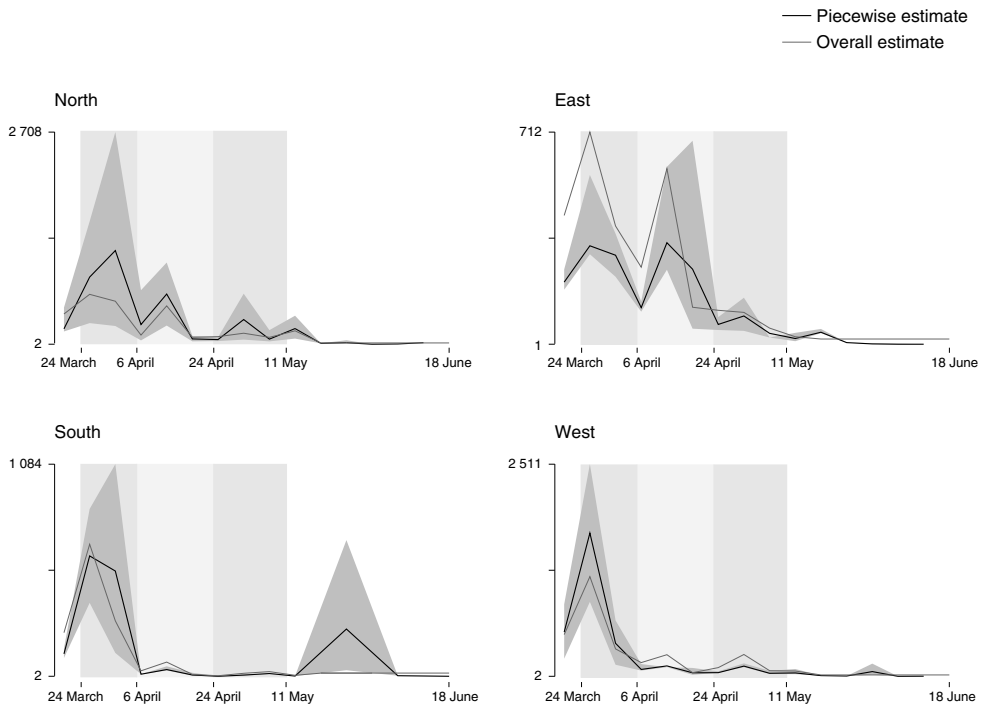 Piecewise estimate
Overall estimate
North
2 708
2
24 March 6 April 24 April 11 May 18 June
East
712
1
24 March 6 April 24 April 11 May 18 June
South
1 084
2
24 March 6 April 24 April 11 May 18 June
West
2 511
2
24 March 6 April 24 April 11 May 18 June